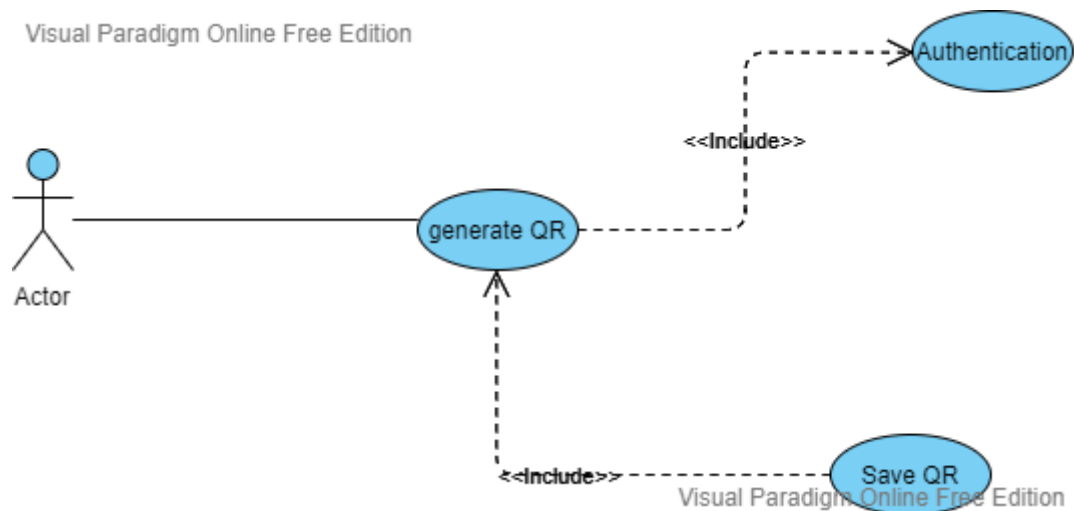 Visual Paradigm Online Free Edition
Authentication
<<Include>>
generate QR
Actor
<<Include>>
Save QR
Visual Paradigm Online Free Edition